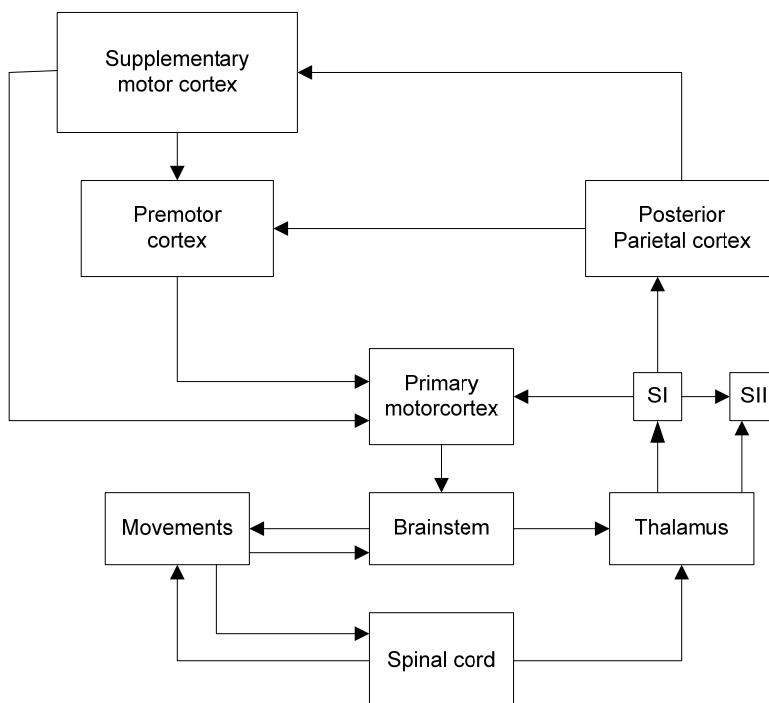 Supplementary
motor cortex
Premotor
cortex
Posterior
Parietal cortex
Primary
motorcortex
SI
SII
Movements
Brainstem
Thalamus
Spinal cord